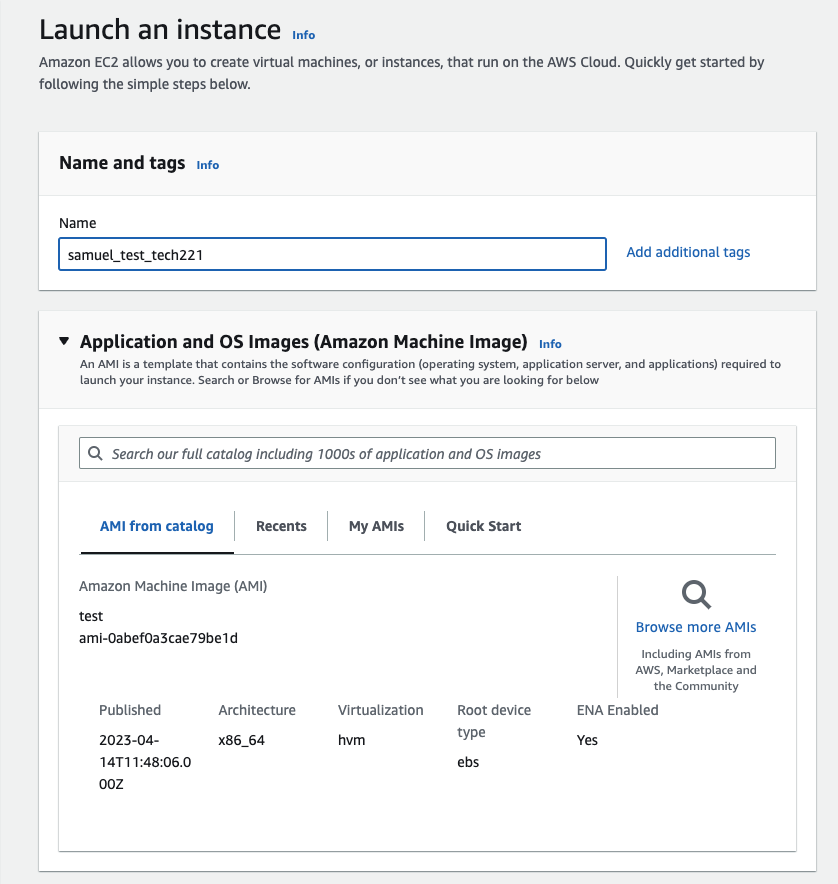 Launch an instance Info
Amazon EC2 allows you to create virtual machines, or instances, that run on the AWS Cloud. Quickly get started by
following the simple steps below.
Name and tags Info
Name
samuel_test_tech221
Add additional tags
Application and OS Images (Amazon Machine Image) Info
An AMI is a template that contains the software configuration (operating system, application server, and applications) required to
launch your instance. Search or Browse for AMIs if you don't see what you are looking for below
Search our full catalog including 1000s of application and OS images
AMI from catalog Recents My AMIs Quick Start
Amazon Machine Image (AMI)
test
ami-0abef0a3cae79be1d
Browse more AMIs
Including AMIs from
AWS, Marketplace and
the Community
Published
2023-04-
14T11:48:06.0
00Z
Architecture
x86_64
Virtualization
hvm
Root device
type
ebs
ENA Enabled
Yes